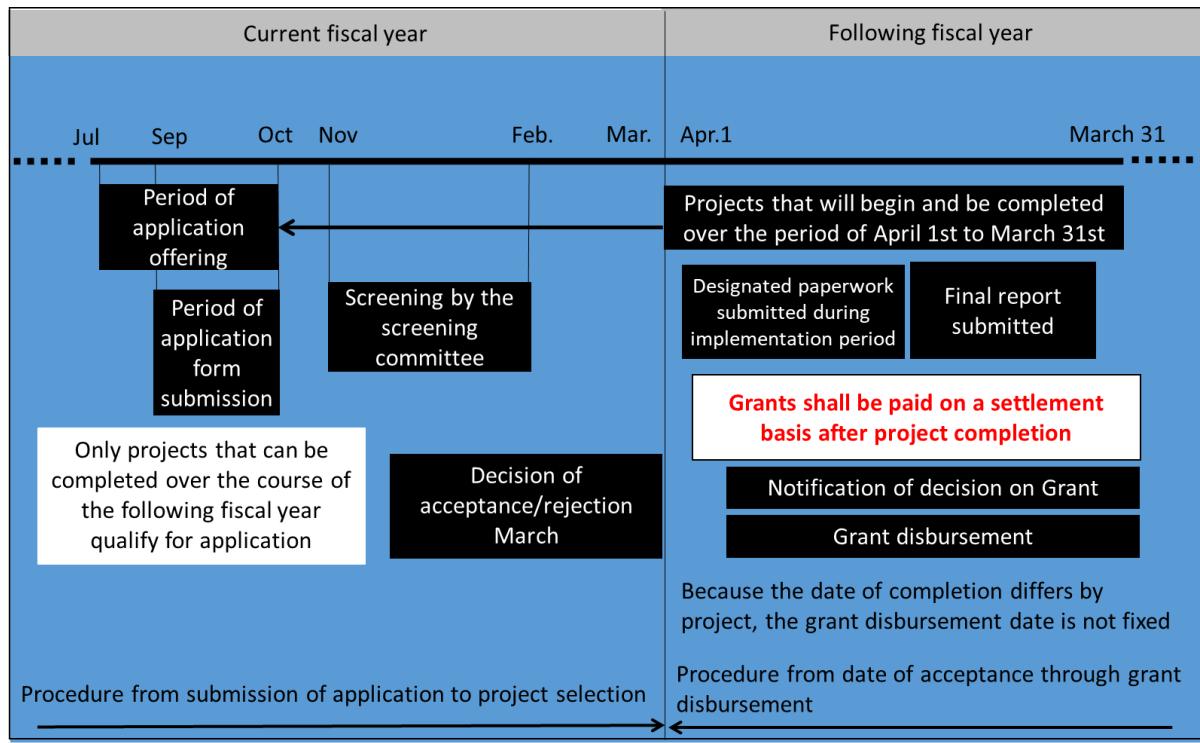 Current fiscal year
Following fiscal year
Jul
Sep
Oct
Nov
Feb.
Mar.
Apr.1
March 31
Period of
application
offering
Projects that will begin and be completed
over the period of April 1st to March 31st
Period of
application
form
submission
Screening by the
screening
committee
Designated paperwork
submitted during
implementation period
Final report
submitted
Grants shall be paid on a settlement
basis after project completion
Only projects that can be
completed over the course of
the following fiscal year
qualify for application
Decision of
acceptance/rejection
March
Notification of decision on Grant
Grant disbursement
Because the date of completion differs by
project, the grant disbursement date is not fixed
Procedure from submission of application to project selection
Procedure from date of acceptance through grant
disbursement